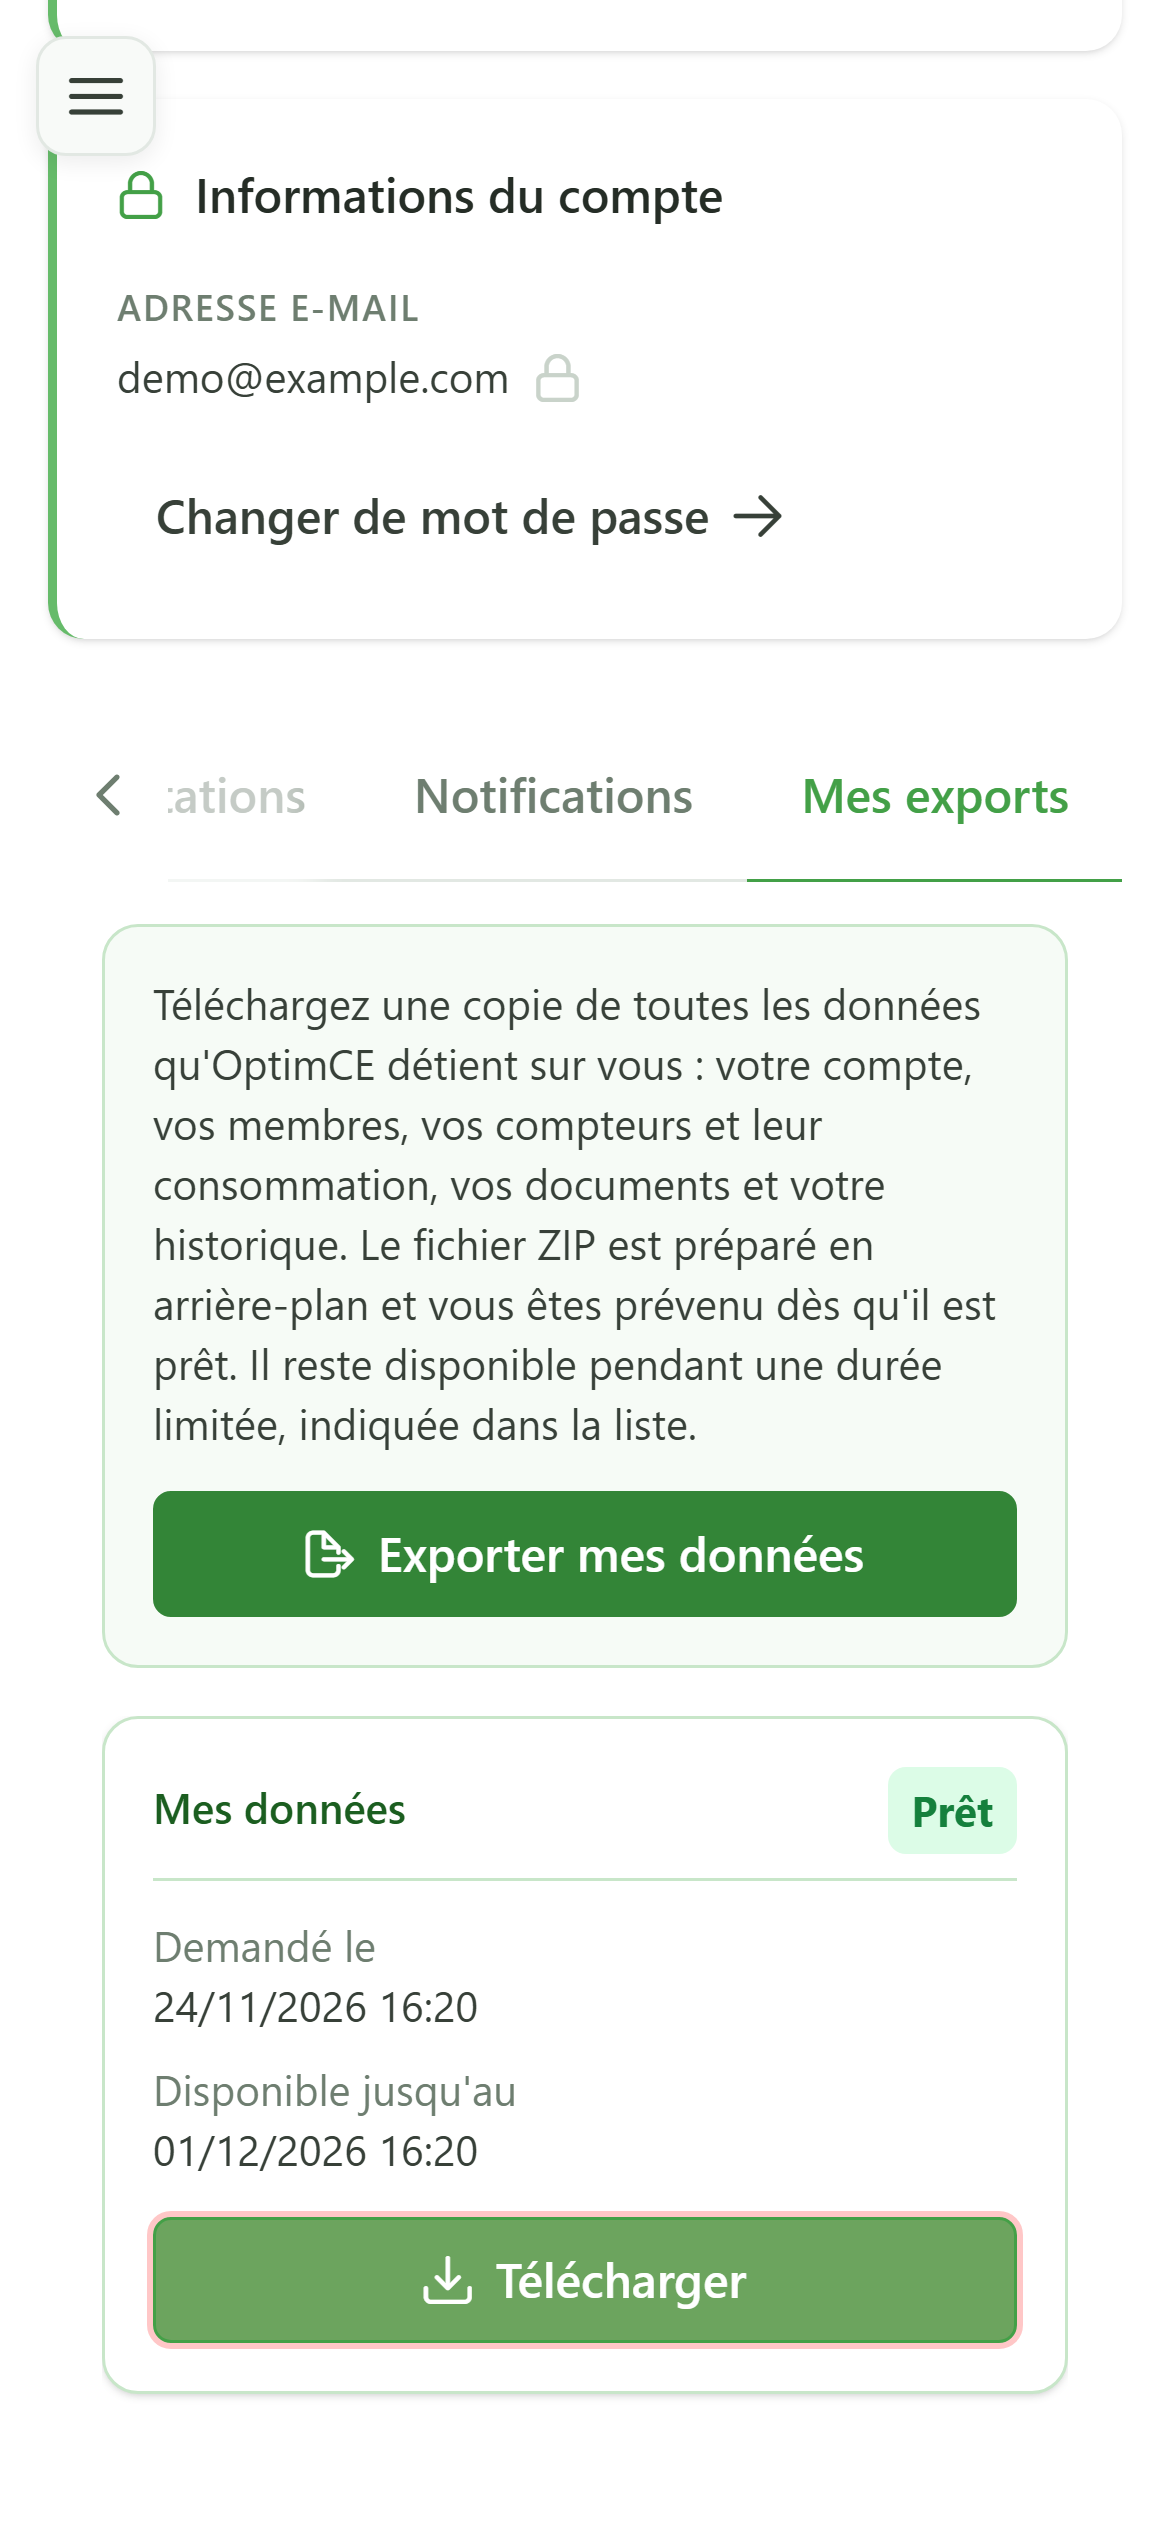 Informations du compte
ADRESSE E-MAIL
demo@example.com
Changer de mot de passe
Notifications
Mes exports
Téléchargez une copie de toutes les données
qu'OptimCE détient sur vous : votre compte,
vos membres, vos compteurs et leur
consommation, vos documents et votre
historique. Le fichier ZIP est préparé en
arrière-plan et vous êtes prévenu dès qu'il est
prêt. Il reste disponible pendant une durée
limitée, indiquée dans la liste.
Exporter mes données
Mes données
Prêt
Demandé le
24/11/2026 16:20
Disponible jusqu'au
01/12/2026 16:20
Télécharger